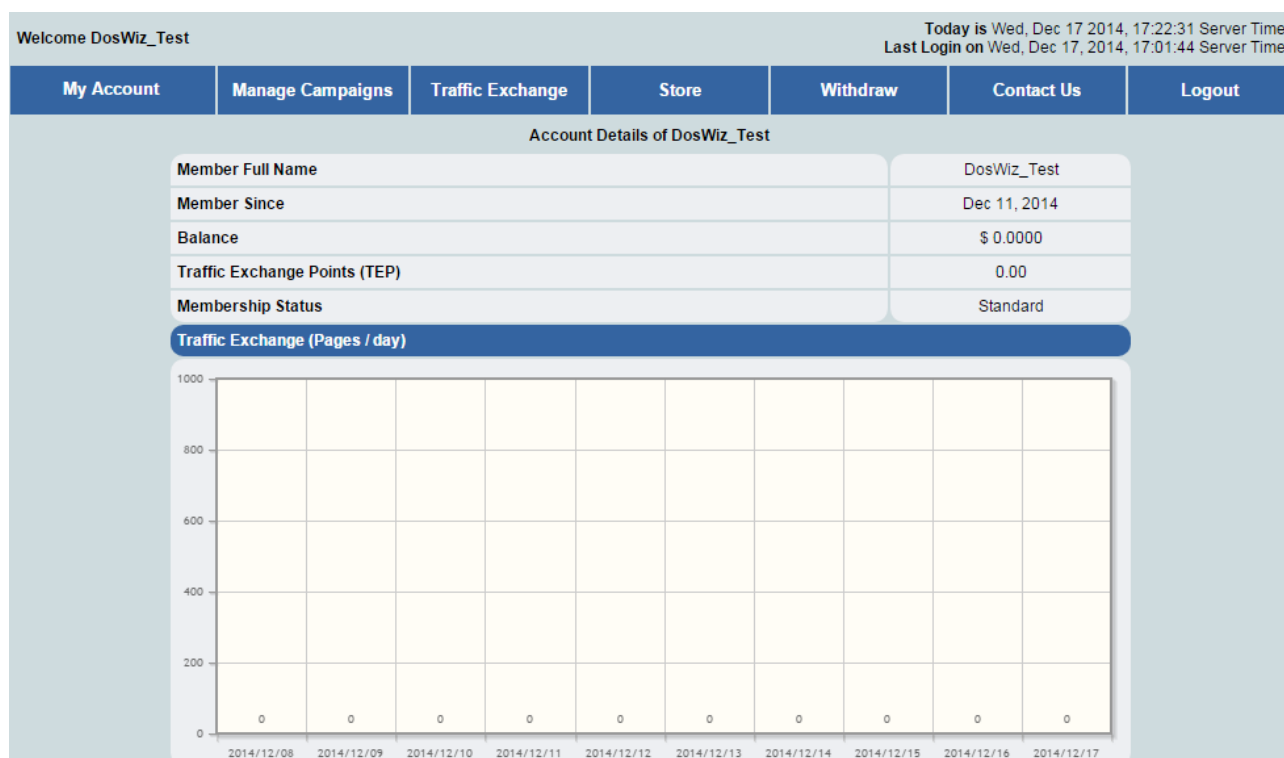 Welcome DosWiz_Test
Today is Wed, Dec 17 2014, 17:22:31 Server Time
Last Login on Wed, Dec 17, 2014, 17:01:44 Server Time
My Account Manage Campaigns Traffic Exchange Store Withdraw Contact Us Logout
Account Details of DosWiz_Test
Member Full Name DosWiz_Test
Member Since Dec 11, 2014
Balance $ 0.0000
Traffic Exchange Points (TEP) 0.00
Membership Status Standard
Traffic Exchange (Pages / day)
1000
800
600
400
200
0 0 0 0 0 0 0 0 0 0
0
2014/12/08 2014/12/09 2014/12/10 2014/12/11 2014/12/12 2014/12/13 2014/12/14 2014/12/15 2014/12/16 2014/12/17